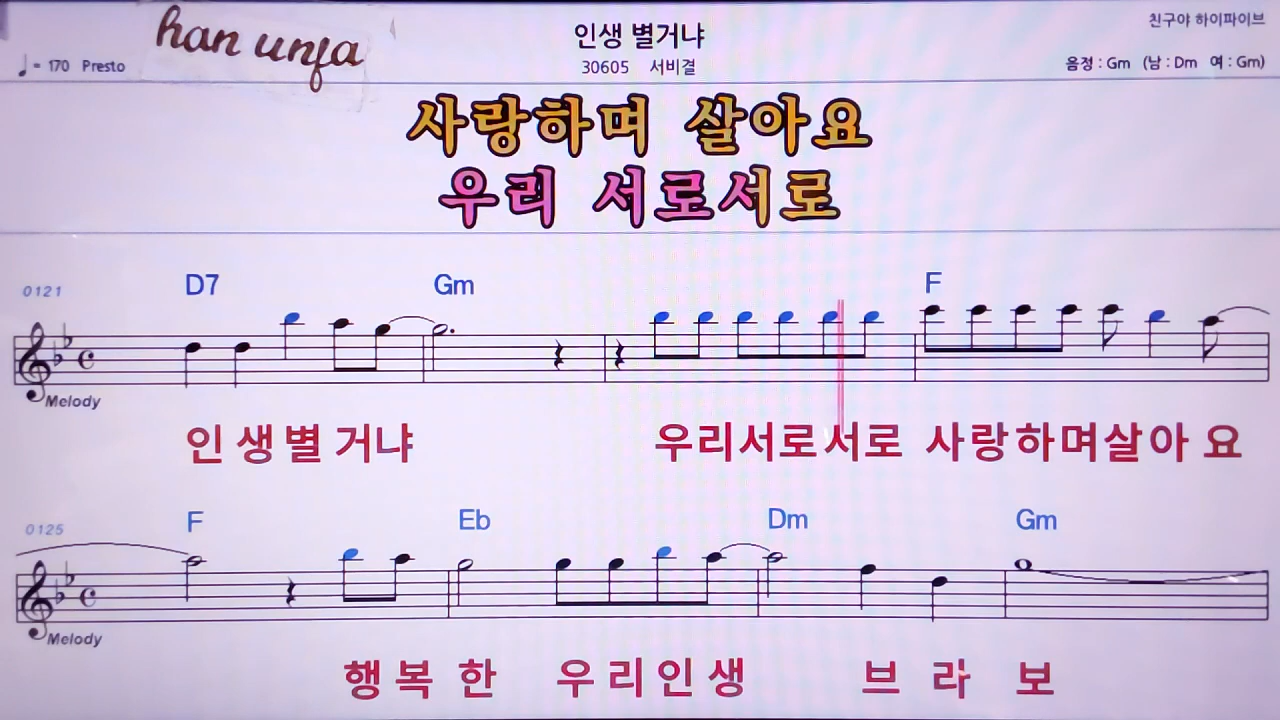 han unfa
인생 별거냐
친구야 하이파이브
♩= 170 Presto
30605 서비결
음정 : Gm (남 : Dm 여 : Gm)
사랑하며 살아요
우리 서로서로
0121
D7 Gm F
Melody
인 생 별 거냐 우리서로서로 사랑하며살아 요
0125
F Eb Dm Gm
Melody
행 복 한 우 리 인 생 브 라 보